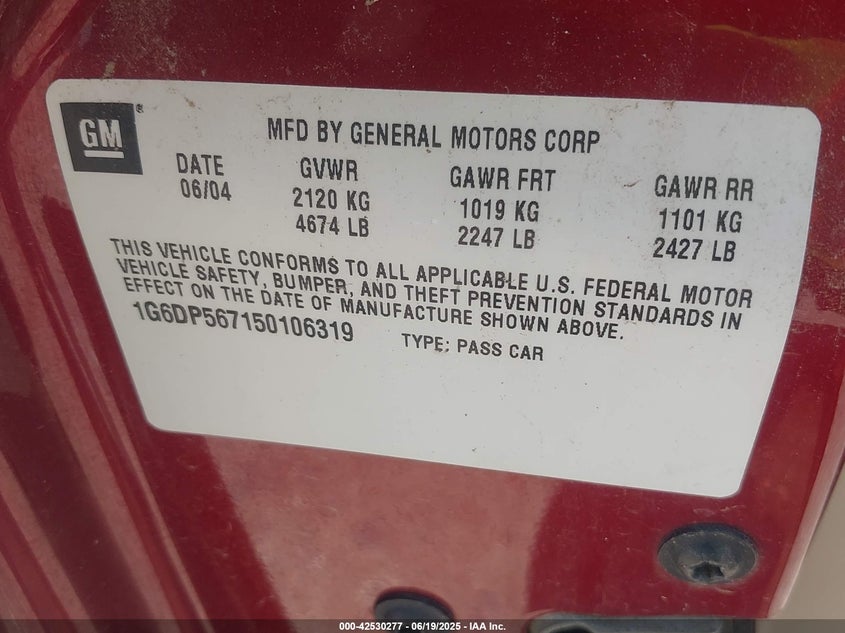 GM
MFD BY GENERAL MOTORS CORP
DATE GVWR GAWR FRT GAWR RR
06/04 2120 KG 1019 KG 1101 KG
4674 LB 2247 LB 2427 LB
THIS VEHICLE CONFORMS TO ALL APPLICABLE U.S. FEDERAL MOTOR
VEHICLE SAFETY, BUMPER, AND THEFT PREVENTION STANDARDS IN
EFFECT ON THE DATE OF MANUFACTURE SHOWN ABOVE.
1G6DP567150106319 TYPE: PASS CAR
000-42530277 - 06/19/2025 - IAA Inc.